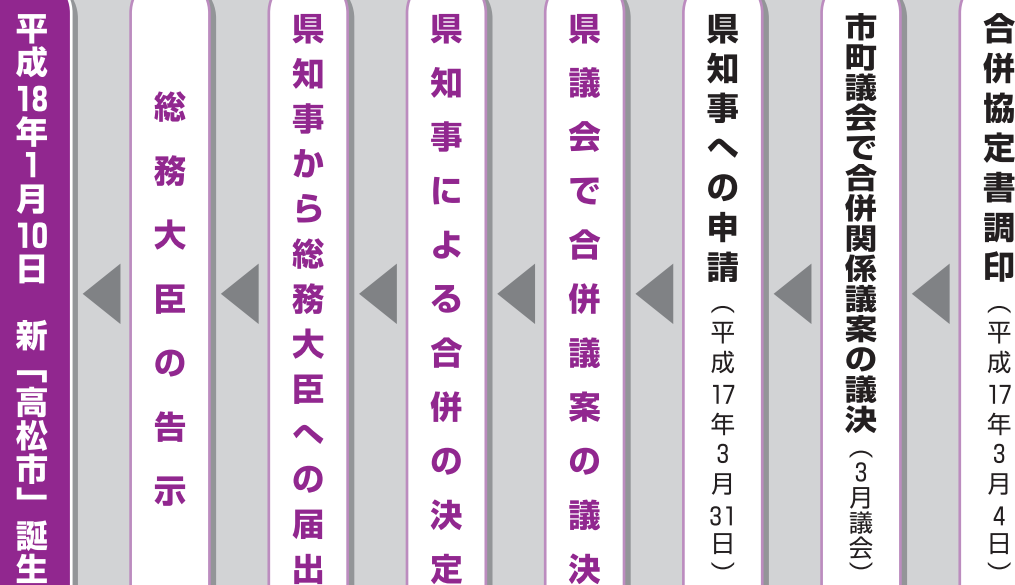 合併協定書調印（平成17年3月4日）
市町議会で合併関係議案の議決（3月議会）
県知事への申請（平成17年3月31日）
県議会で合併議案の議決
県知事による合併の決定
県知事から総務大臣への届出
総務大臣の告示
平成18年1月10日　新「高松市」誕生